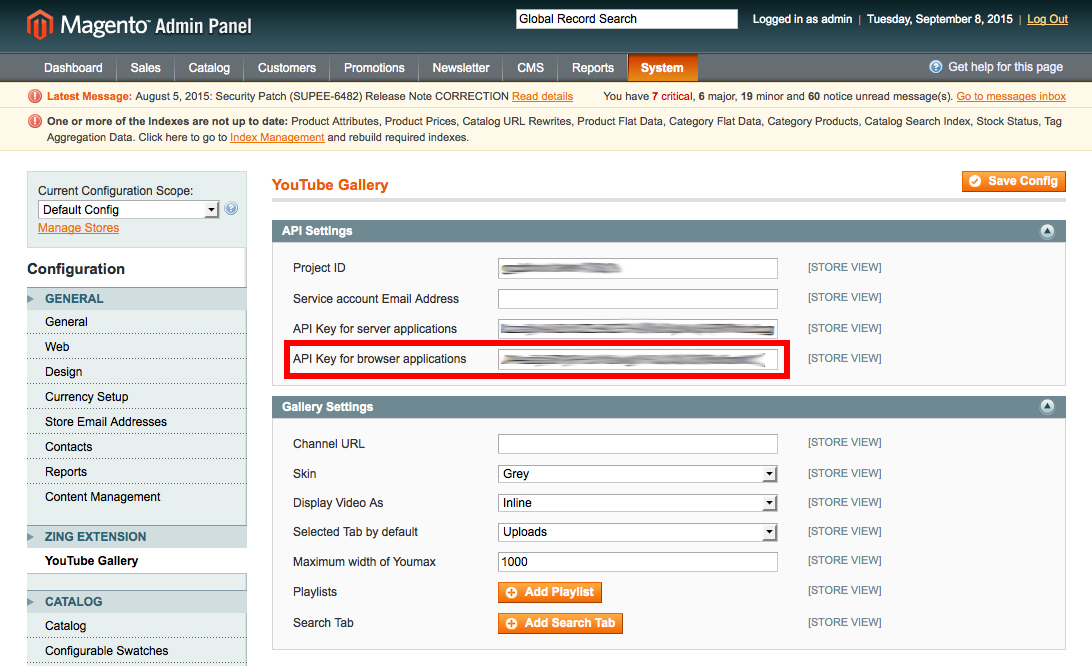 Magento™ Admin Panel
Global Record Search
Logged in as admin | Tuesday, September 8, 2015 | Log Out
Dashboard Sales Catalog Customers Promotions Newsletter CMS Reports System Get help for this page
Latest Message: August 5, 2015: Security Patch (SUPEE-6482) Release Note CORRECTION Read details You have 7 critical, 6 major, 19 minor and 60 notice unread message(s). Go to messages inbox
One or more of the Indexes are not up to date: Product Attributes, Product Prices, Catalog URL Rewrites, Product Flat Data, Category Flat Data, Category Products, Catalog Search Index, Stock Status, Tag
Aggregation Data. Click here to go to Index Management and rebuild required indexes.
Current Configuration Scope:
Default Config
Manage Stores
Configuration
GENERAL
General
Web
Design
Currency Setup
Store Email Addresses
Contacts
Reports
Content Management
ZING EXTENSION
YouTube Gallery
CATALOG
Catalog
Configurable Swatches
YouTube Gallery Save Config
API Settings
Project ID [STORE VIEW]
Service account Email Address [STORE VIEW]
API Key for server applications [STORE VIEW]
API Key for browser applications [STORE VIEW]
Gallery Settings
Channel URL [STORE VIEW]
Skin Grey [STORE VIEW]
Display Video As Inline [STORE VIEW]
Selected Tab by default Uploads [STORE VIEW]
Maximum width of Youmax 1000 [STORE VIEW]
Playlists Add Playlist [STORE VIEW]
Search Tab Add Search Tab [STORE VIEW]